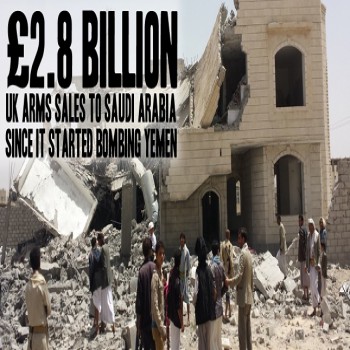 £2.8 BILLION
UK ARMS SALES TO SAUDI ARABIA
SINCE IT STARTED BOMBING YEMEN